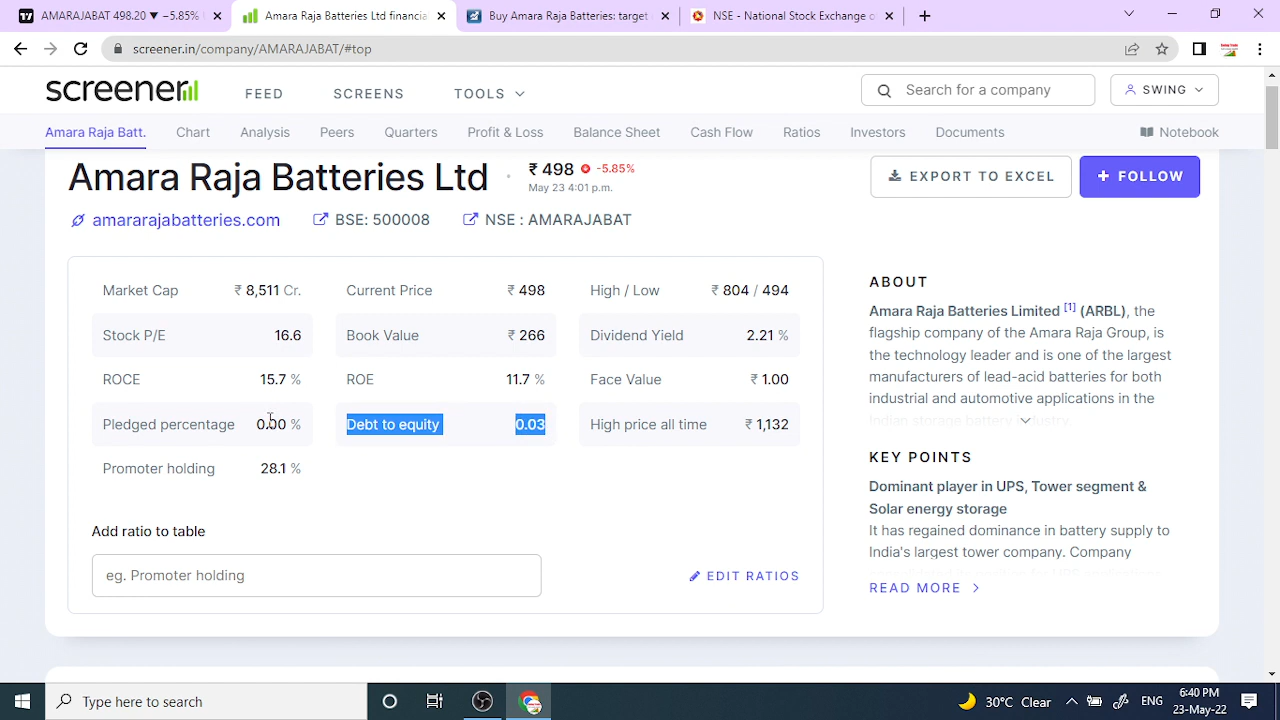 AMARAJABAT 498.20 ▼ −5.85%
Amara Raja Batteries Ltd financia
Buy Amara Raja Batteries: target
NSE - National Stock Exchange o
screener.in/company/AMARAJABAT/#top
screener
FEED
SCREENS
TOOLS
Search for a company
SWING
Amara Raja Batt.
Chart
Analysis
Peers
Quarters
Profit & Loss
Balance Sheet
Cash Flow
Ratios
Investors
Documents
Notebook
Amara Raja Batteries Ltd
₹ 498 -5.85%
May 23 4:01 p.m.
EXPORT TO EXCEL
+ FOLLOW
amararajabatteries.com
BSE: 500008
NSE : AMARAJABAT
Market Cap ₹ 8,511 Cr.
Current Price ₹ 498
High / Low ₹ 804 / 494
Stock P/E 16.6
Book Value ₹ 266
Dividend Yield 2.21 %
ROCE 15.7 %
ROE 11.7 %
Face Value ₹ 1.00
Pledged percentage 0.00 %
Debt to equity 0.03
High price all time ₹ 1,132
Promoter holding 28.1 %
Add ratio to table
eg. Promoter holding
EDIT RATIOS
ABOUT
Amara Raja Batteries Limited [1] (ARBL), the
flagship company of the Amara Raja Group, is
the technology leader and is one of the largest
manufacturers of lead-acid batteries for both
industrial and automotive applications in the
Indian storage battery industry.
KEY POINTS
Dominant player in UPS, Tower segment &
Solar energy storage
It has regained dominance in battery supply to
India's largest tower company. Company
READ MORE
Type here to search
30°C Clear
ENG
6:40 PM
23-May-22